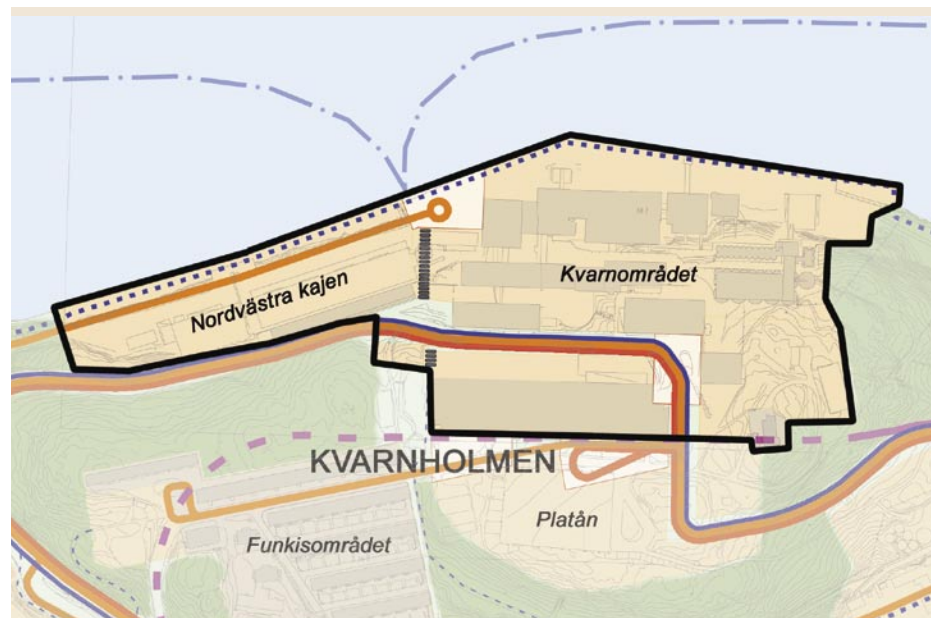 Nordvästra kajen
Kvarnområdet
KVARNHOLMEN
Platån
Funkisområdet